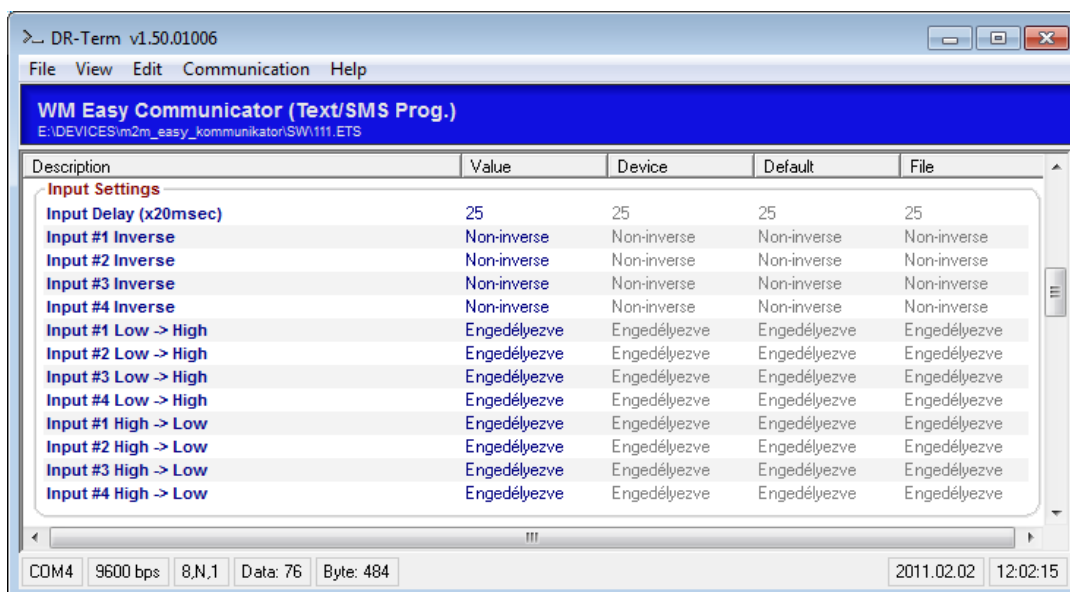 DR-Term v1.50.01006
File View Edit Communication Help
WM Easy Communicator (Text/SMS Prog.)
E:\DEVICES\m2m_easy_kommunikator\SW\111.ETS
Description Value Device Default File
Input Settings
Input Delay (x20msec) 25 25 25 25
Input #1 Inverse Non-inverse Non-inverse Non-inverse Non-inverse
Input #2 Inverse Non-inverse Non-inverse Non-inverse Non-inverse
Input #3 Inverse Non-inverse Non-inverse Non-inverse Non-inverse
Input #4 Inverse Non-inverse Non-inverse Non-inverse Non-inverse
Input #1 Low -> High Engedélyezve Engedélyezve Engedélyezve Engedélyezve
Input #2 Low -> High Engedélyezve Engedélyezve Engedélyezve Engedélyezve
Input #3 Low -> High Engedélyezve Engedélyezve Engedélyezve Engedélyezve
Input #4 Low -> High Engedélyezve Engedélyezve Engedélyezve Engedélyezve
Input #1 High -> Low Engedélyezve Engedélyezve Engedélyezve Engedélyezve
Input #2 High -> Low Engedélyezve Engedélyezve Engedélyezve Engedélyezve
Input #3 High -> Low Engedélyezve Engedélyezve Engedélyezve Engedélyezve
Input #4 High -> Low Engedélyezve Engedélyezve Engedélyezve Engedélyezve
COM4 9600 bps 8,N,1 Data: 76 Byte: 484 2011.02.02 12:02:15